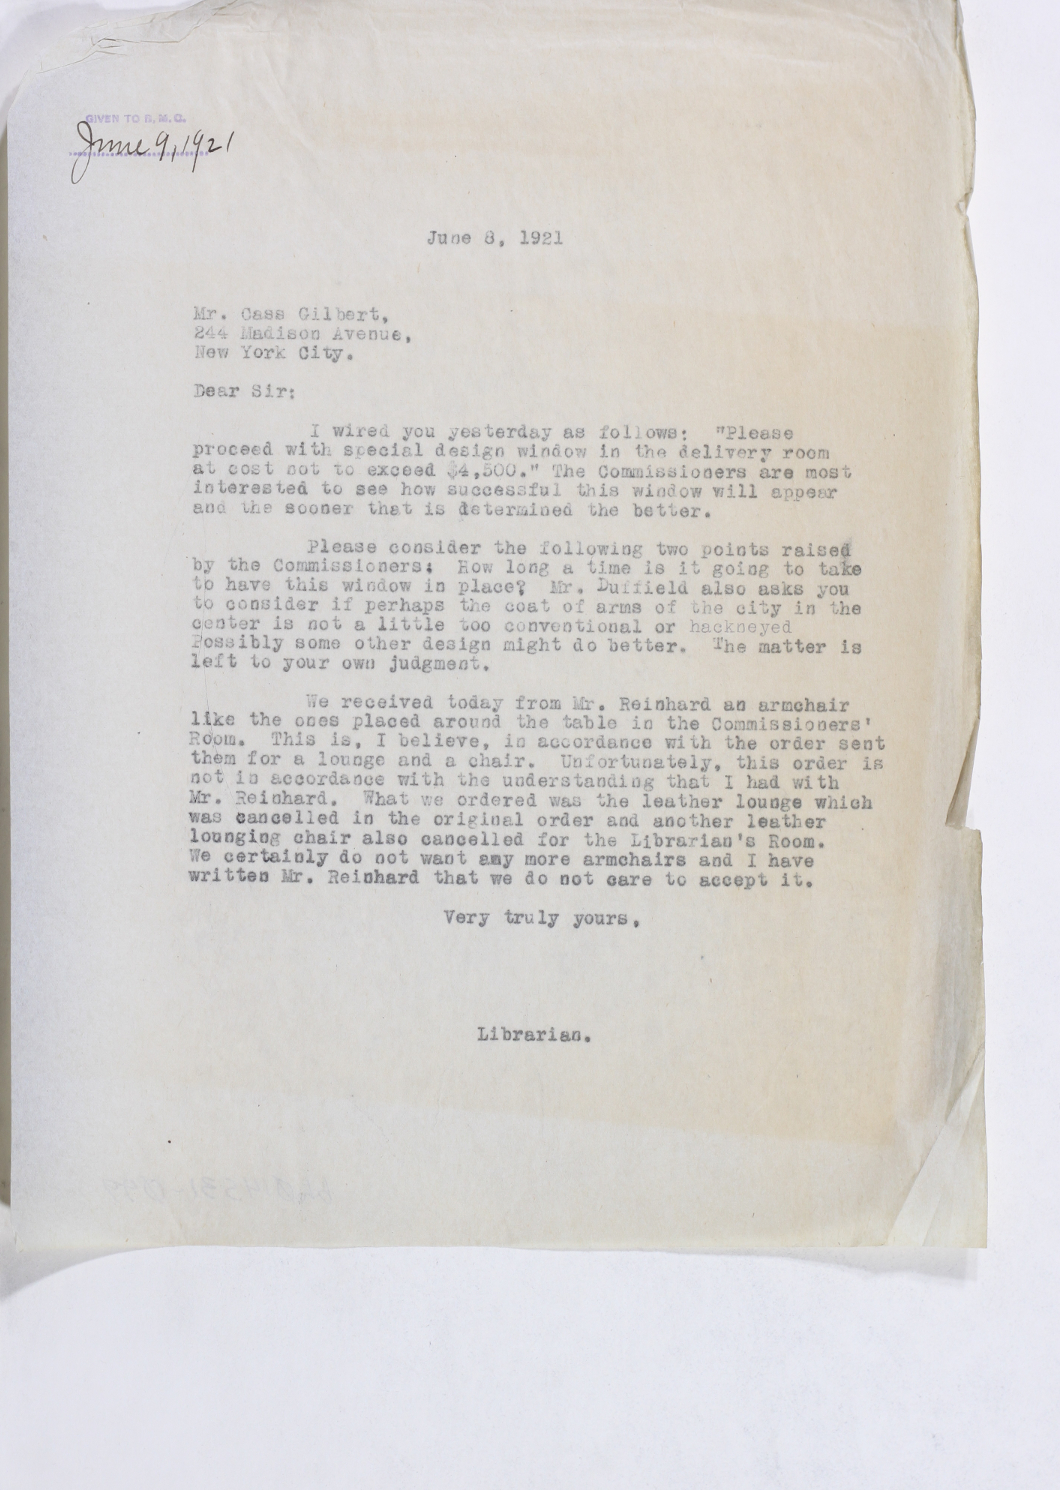 GIVEN TO R.M.C.
June 9, 1921
June 8, 1921
Mr. Cass Gilbert,
244 Madison Avenue,
New York City.
Dear Sir:
I wired you yesterday as follows: "Please
proceed with special design window in the delivery room
at cost not to exceed $4,500." The Commissioners are most
interested to see how successful this window will appear
and the sooner that is determined the better.
Please consider the following two points raised
by the Commissioners: How long a time is it going to take
to have this window in place? Mr. Duffield also asks you
to consider if perhaps the coat of arms of the city in the
center is not a little too conventional or hackneyed
Possibly some other design might do better. The matter is
left to your own judgment.
We received today from Mr. Reinhard an armchair
like the ones placed around the table in the Commissioners'
Room. This is, I believe, in accordance with the order sent
them for a lounge and a chair. Unfortunately, this order is
not in accordance with the understanding that I had with
Mr. Reinhard. What we ordered was the leather lounge which
was cancelled in the original order and another leather
lounging chair also cancelled for the Librarian's Room.
We certainly do not want any more armchairs and I have
written Mr. Reinhard that we do not care to accept it.
Very truly yours,
Librarian.